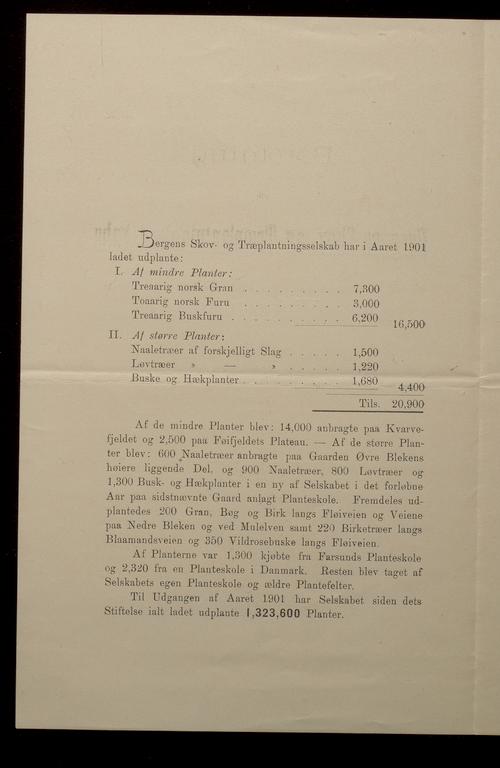 Bergens Skov- og Træplantningsselskab har i Aaret 1901
ladet udplante:
I. Af mindre Planter:
Treaarig norsk Gran . . . . . . . . . . 7,300
Toaarig norsk Furu . . . . . . . . . . 3,000
Treaarig Buskfuru . . . . . . . . . . . 6,200
16,500
II. Af større Planter:
Naaletræer af forskjelligt Slag . . . . . 1,500
Løvtræer » — » . . . . . 1,220
Buske og Hækplanter . . . . . . . . . 1,680
4,400
Tils. 20,900
Af de mindre Planter blev: 14,000 anbragte paa Kvarve-
fjeldet og 2,500 paa Føifjeldets Plateau. — Af de større Plan-
ter blev: 600 Naaletræer anbragte paa Gaarden Øvre Blekens
høiere liggende Del, og 900 Naaletræer, 800 Løvtræer og
1,300 Busk- og Hækplanter i en ny af Selskabet i det forløbne
Aar paa sidstnævnte Gaard anlagt Planteskole. Fremdeles ud-
plantedes 200 Gran, Bøg og Birk langs Fløiveien og Veiene
paa Nedre Bleken og ved Mulelven samt 220 Birketræer langs
Blaamandsveien og 350 Vildrosebuske langs Fløiveien.
Af Planterne var 1,300 kjøbte fra Farsunds Planteskole
og 2,320 fra en Planteskole i Danmark. Resten blev taget af
Selskabets egen Planteskole og ældre Plantefelter.
Til Udgangen af Aaret 1901 har Selskabet siden dets
Stiftelse ialt ladet udplante 1,323,600 Planter.